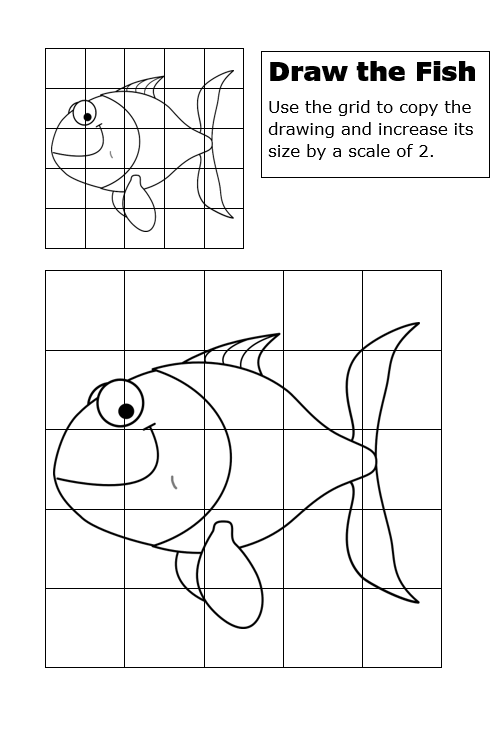 Draw the Fish
Use the grid to copy the
drawing and increase its
size by a scale of 2.